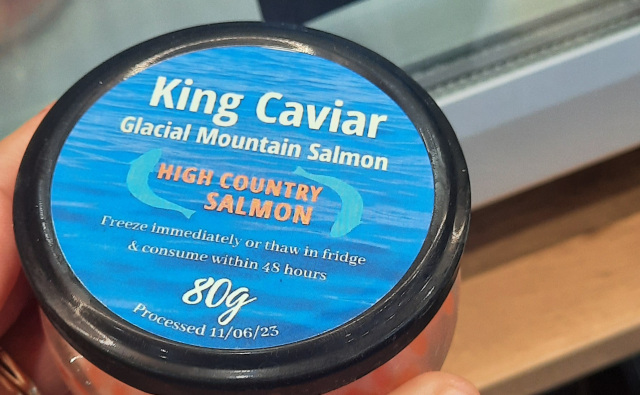 King Caviar
Glacial Mountain Salmon
HIGH COUNTRY
SALMON
Freeze immediately or thaw in fridge
& consume within 48 hours
80g
Processed 11/06/23